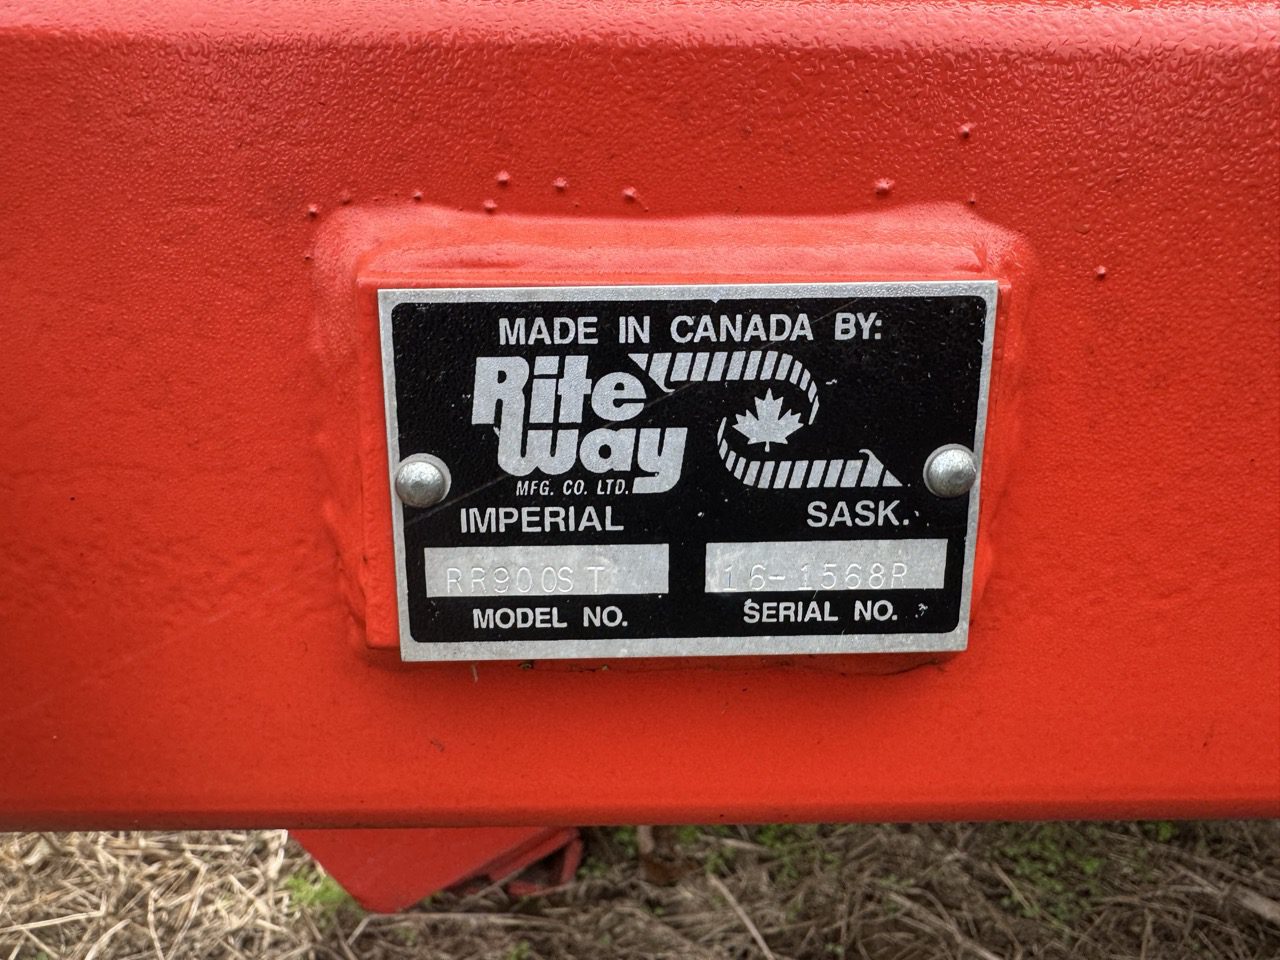 MADE IN CANADA BY:
Rite
Way
MFG. CO. LTD.
IMPERIAL SASK.
RR900ST 16-1568R
MODEL NO. SERIAL NO.